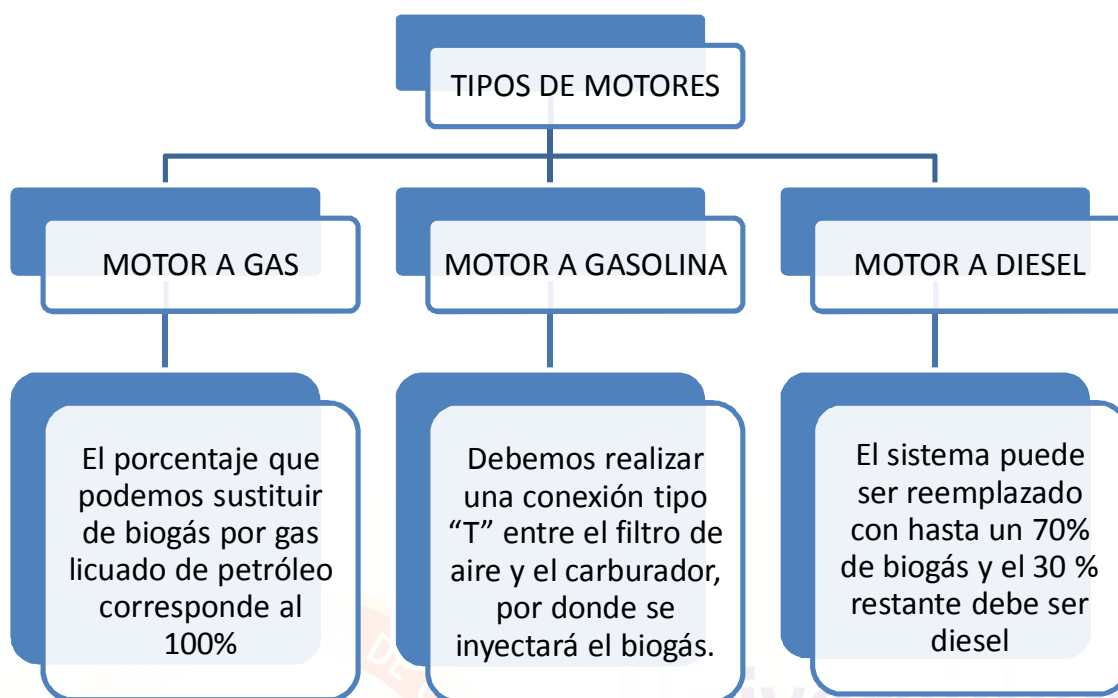 TIPOS DE MOTORES
MOTOR A GAS
MOTOR A GASOLINA
MOTOR A DIESEL
El porcentaje que
podemos sustituir
de biogás por gas
licuado de petróleo
corresponde al
100%
Debemos realizar
una conexión tipo
“T” entre el filtro de
aire y el carburador,
por donde se
inyectará el biogás.
El sistema puede
ser reemplazado
con hasta un 70%
de biogás y el 30 %
restante debe ser
diesel